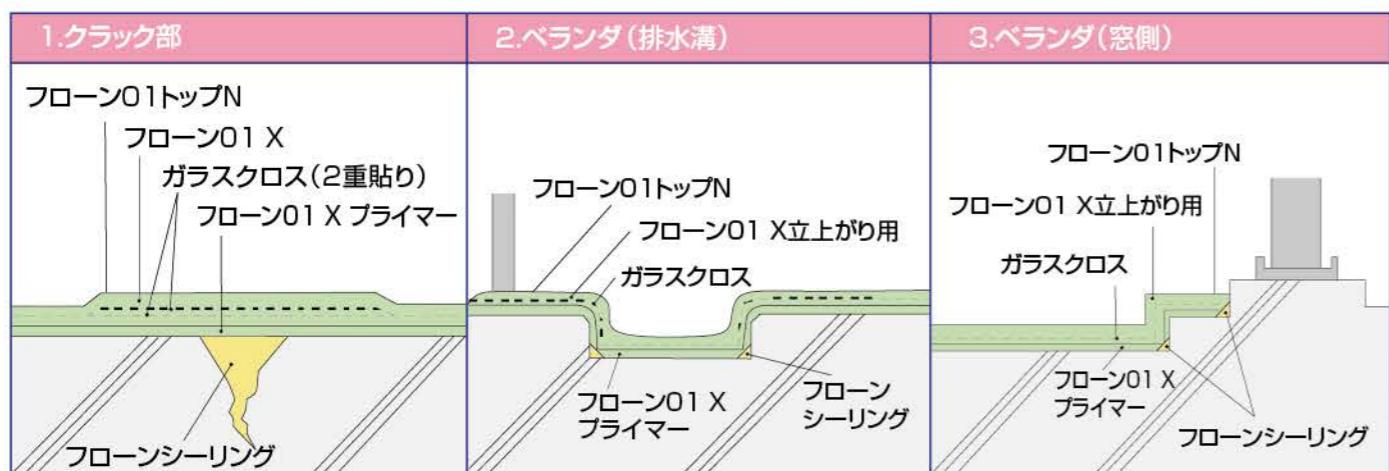 1.クラック部
フローン01トップN
フローン01 X
ガラスクロス(2重貼り)
フローン01 X プライマー
フローンシーリング
2.ベランダ(排水溝)
フローン01トップN
フローン01 X立上がり用
ガラスクロス
フローン01 X
プライマー
フローン
シーリング
3.ベランダ(窓側)
フローン01トップN
フローン01 X立上がり用
ガラスクロス
フローン01 X
プライマー
フローンシーリング